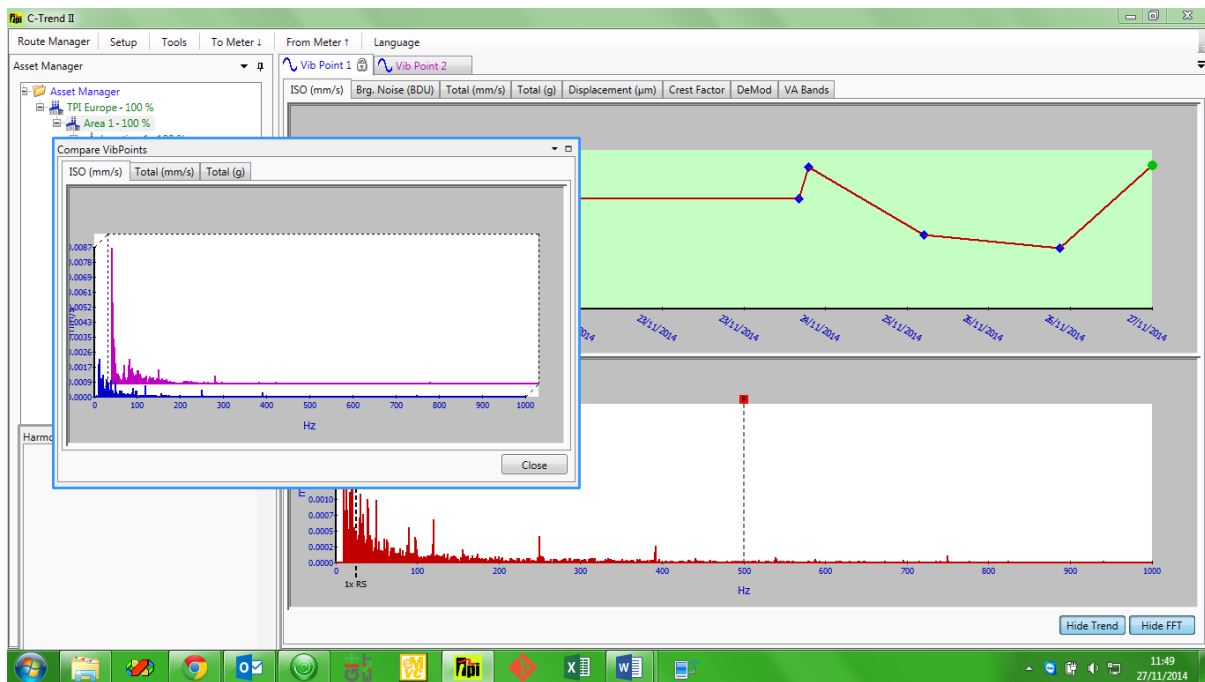 C-Trend II
Route Manager Setup Tools To Meter ↓ From Meter ↑ Language
Asset Manager
Vib Point 1 Vib Point 2
ISO (mm/s) Brg. Noise (BDU) Total (mm/s) Total (g) Displacement (μm) Crest Factor DeMod VA Bands
Asset Manager
TPI Europe - 100 %
Area 1 - 100 %
23/11/2014 23/11/2014 24/11/2014 25/11/2014 26/11/2014 26/11/2014 27/11/2014
Compare VibPoints
ISO (mm/s) Total (mm/s) Total (g)
0.0087
0.0078
0.0069
0.0061
0.0052
0.0043
0.0035
0.0026
0.0017
0.0009
0.0000
0 100 200 300 400 500 600 700 800 900 1000
Hz
Close
F
0.0010
0.0007
0.0005
0.0002
0.0000
0 100 200 300 400 500 600 700 800 900 1000
1x RS
Hz
Hide Trend Hide FFT
tpi
11:49
27/11/2014